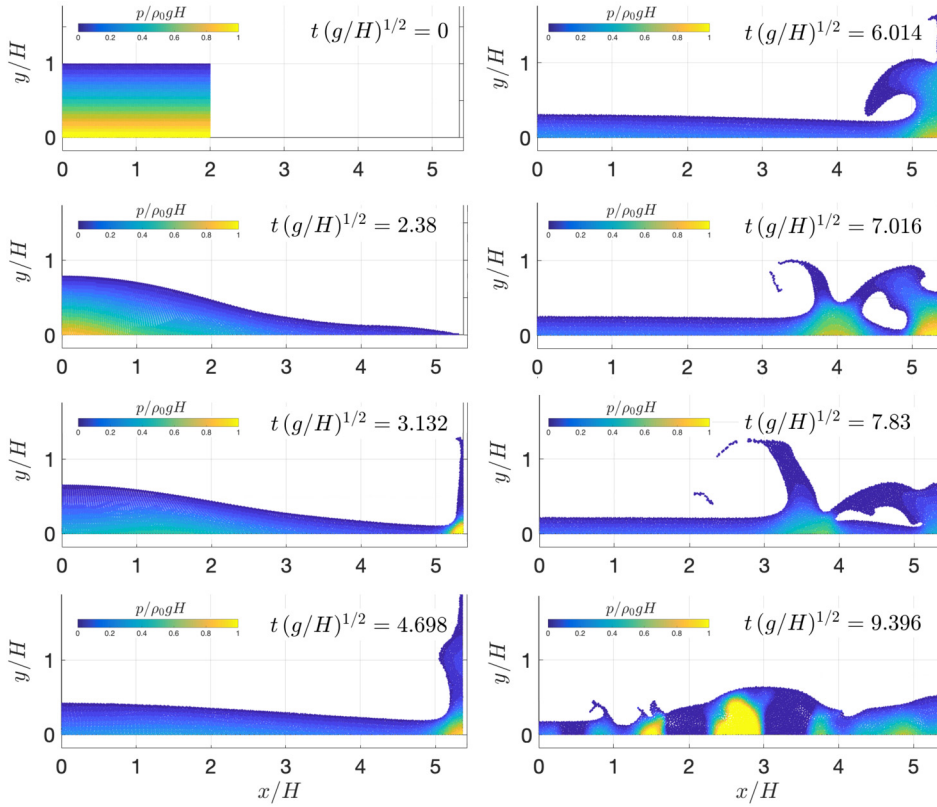 p/ρ₀gH
0 0.2 0.4 0.6 0.8 1
t (g/H)^{1/2} = 0
y/H
1
0
0 1 2 3 4 5
p/ρ₀gH
0 0.2 0.4 0.6 0.8 1
t (g/H)^{1/2} = 2.38
y/H
1
0
0 1 2 3 4 5
p/ρ₀gH
0 0.2 0.4 0.6 0.8 1
t (g/H)^{1/2} = 3.132
y/H
1
0
0 1 2 3 4 5
p/ρ₀gH
0 0.2 0.4 0.6 0.8 1
t (g/H)^{1/2} = 4.698
y/H
1
0
0 1 2 3 4 5
x/H
p/ρ₀gH
0 0.2 0.4 0.6 0.8 1
t (g/H)^{1/2} = 6.014
y/H
1
0
0 1 2 3 4 5
p/ρ₀gH
0 0.2 0.4 0.6 0.8 1
t (g/H)^{1/2} = 7.016
y/H
1
0
0 1 2 3 4 5
p/ρ₀gH
0 0.2 0.4 0.6 0.8 1
t (g/H)^{1/2} = 7.83
y/H
1
0
0 1 2 3 4 5
p/ρ₀gH
0 0.2 0.4 0.6 0.8 1
t (g/H)^{1/2} = 9.396
y/H
1
0
0 1 2 3 4 5
x/H